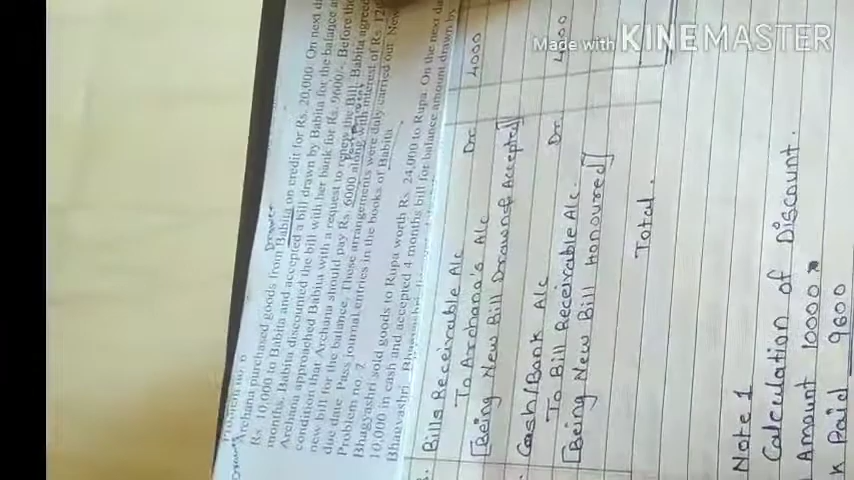 Made with KINEMASTER
Problem no. 6
Drawer
Archana purchased goods from Babita on credit for Rs. 20,000. On next
Rs. 10,000 to Babita and accepted a bill drawn by Babita for the balance
months. Babita discounted the bill with her bank for Rs. 9600/-. Before the
Archana approached Babita with a request to renew the Bill. Babita agreed
condition that Archana should pay Rs. 6000 along with interest of Rs.
new bill for the balance. These arrangements were duly carried out. New
due date. Pass journal entries in the books of Babita
Problem no. 7
Bhagyashri sold goods to Rupa worth Rs. 24,000 to Rupa. On the next
10,000 in cash and accepted 4 months bill for balance amount drawn by
Bhagyashri
Bills Receivable A/c Dr. 4000
To Archana's A/c
[Being New Bill Drawn & Accepted]
Cash/Bank A/c Dr. 4000
To Bill Receivable A/c.
[Being New Bill Honoured]
Total.
Note 1
Calculation of Discount.
Amount 10000
k Paid 9600